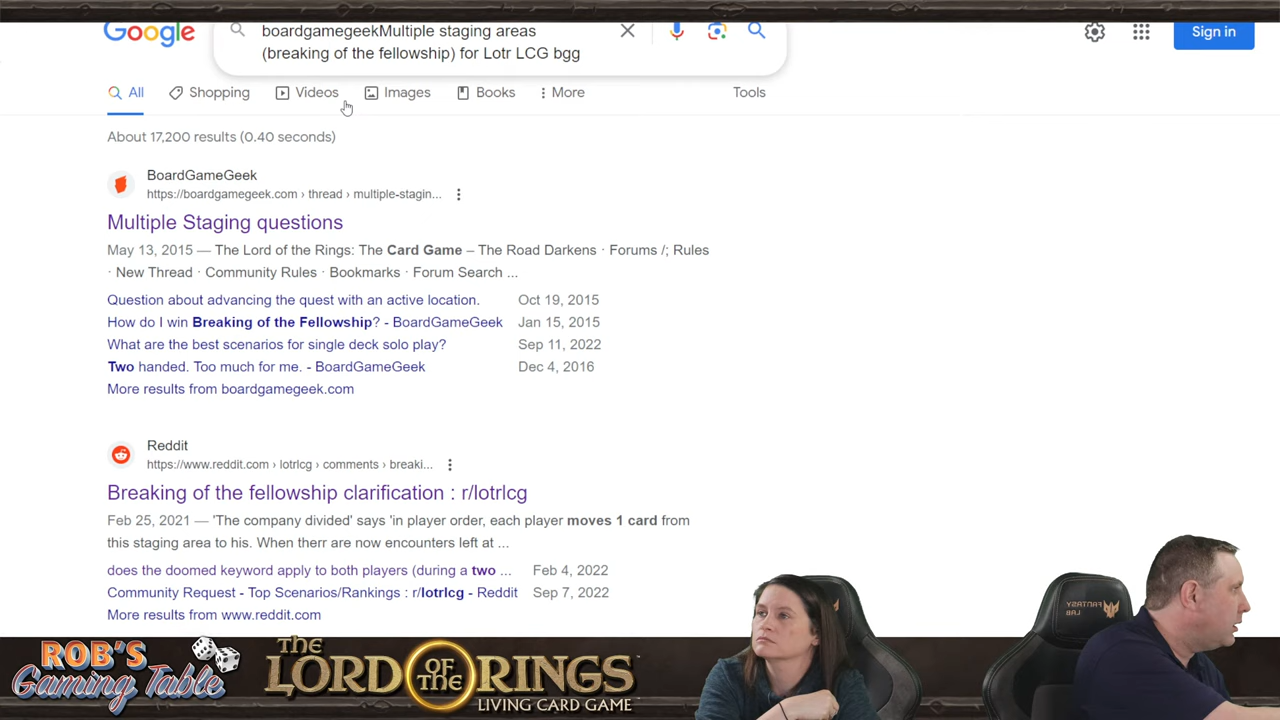 Google
boardgamegeekMultiple staging areas
(breaking of the fellowship) for Lotr LCG bgg
Sign in
All
Shopping
Videos
Images
Books
More
Tools
About 17,200 results (0.40 seconds)
BoardGameGeek
https://boardgamegeek.com › thread › multiple-stagin...
Multiple Staging questions
May 13, 2015 — The Lord of the Rings: The Card Game – The Road Darkens · Forums /; Rules
· New Thread · Community Rules · Bookmarks · Forum Search ...
Question about advancing the quest with an active location. Oct 19, 2015
How do I win Breaking of the Fellowship? - BoardGameGeek Jan 15, 2015
What are the best scenarios for single deck solo play? Sep 11, 2022
Two handed. Too much for me. - BoardGameGeek Dec 4, 2016
More results from boardgamegeek.com
Reddit
https://www.reddit.com › lotrlcg › comments › breaki...
Breaking of the fellowship clarification : r/lotrlcg
Feb 25, 2021 — 'The company divided' says 'in player order, each player moves 1 card from
this staging area to his. When therr are now encounters left at ...
does the doomed keyword apply to both players (during a two ... Feb 4, 2022
Community Request - Top Scenarios/Rankings : r/lotrlcg - Reddit Sep 7, 2022
More results from www.reddit.com
FANTASY
LAB
ROB'S
Gaming Table
THE
LORD OF THE RINGS
LIVING CARD GAME